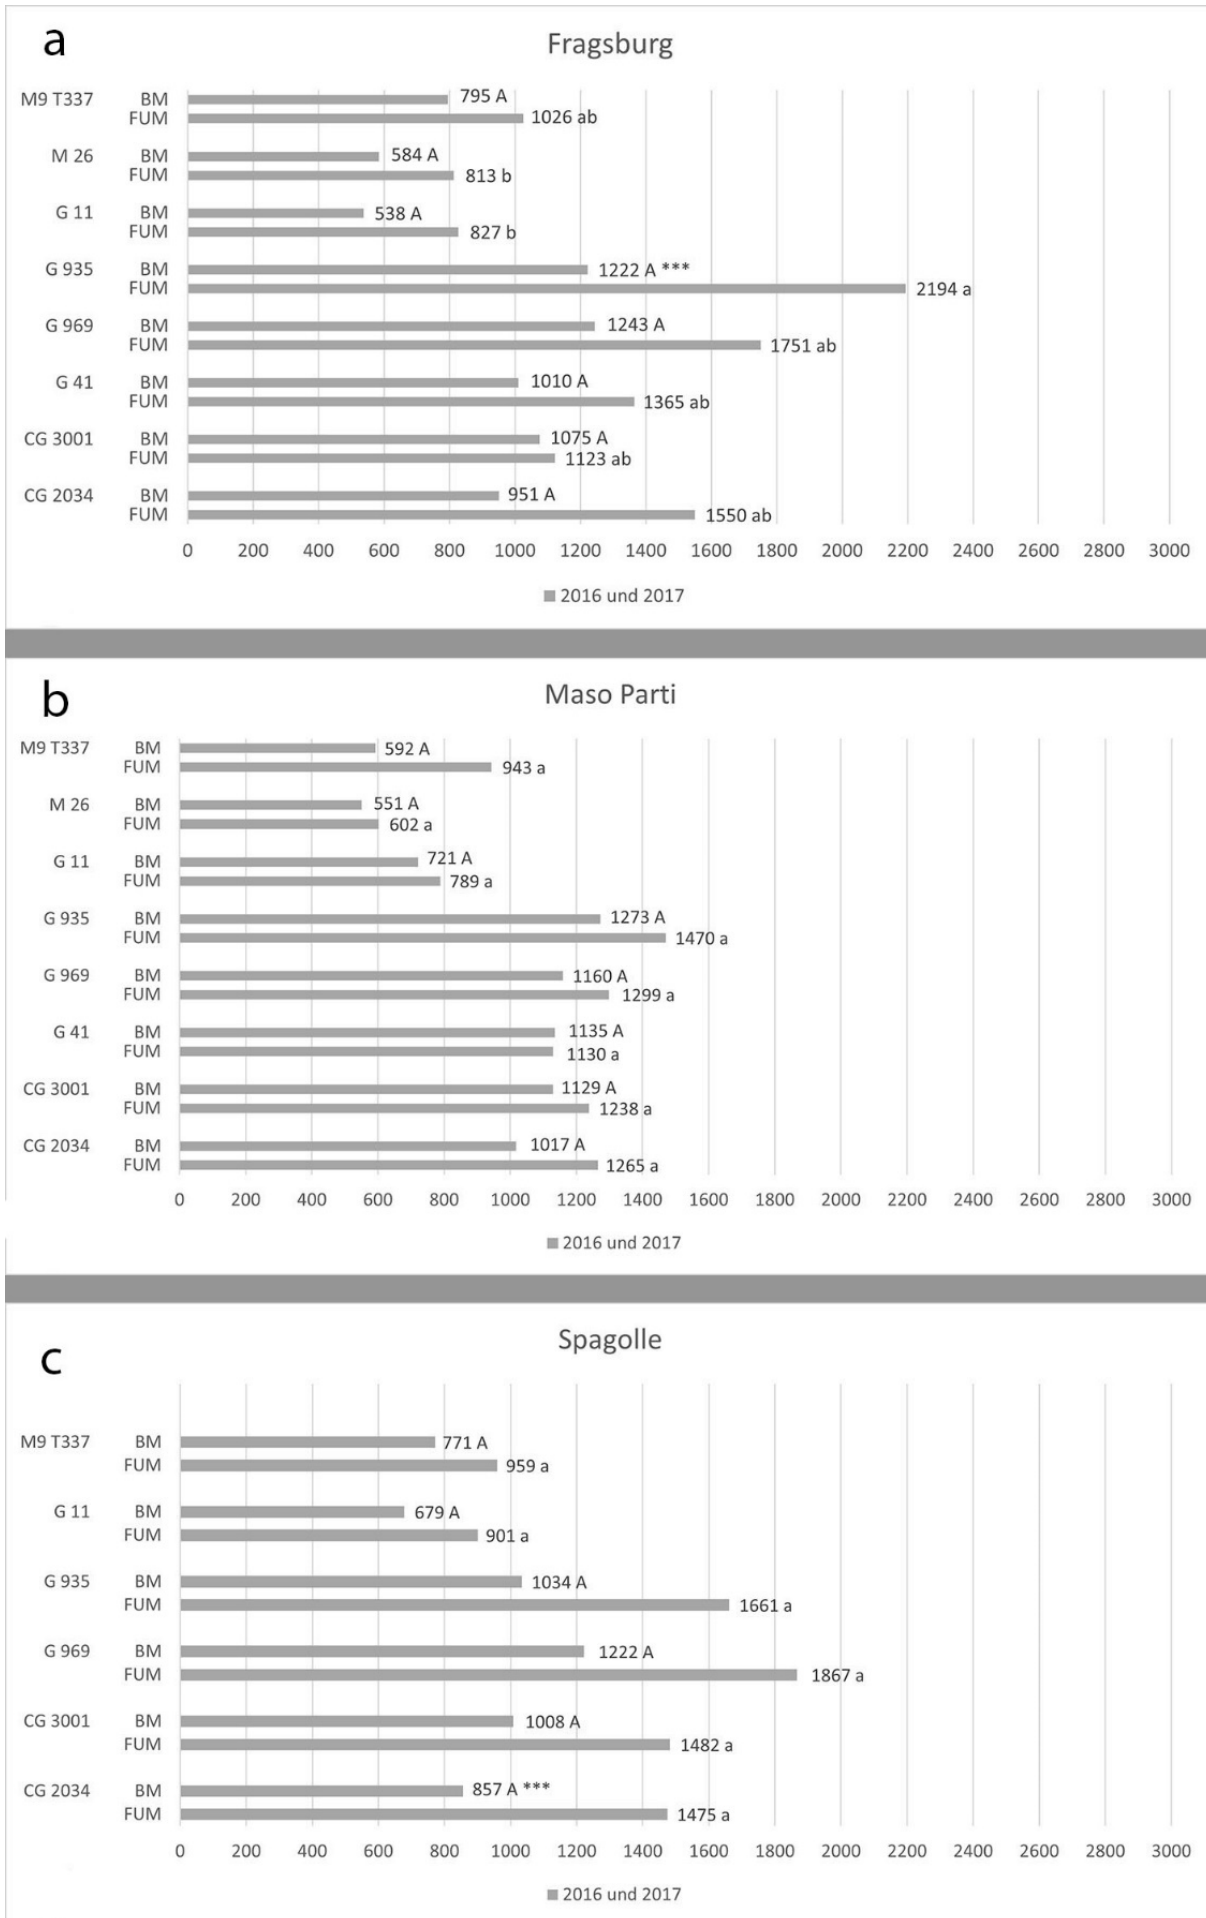 a
Fragsburg
M9 T337 BM 795 A
FUM 1026 ab
M 26 BM 584 A
FUM 813 b
G 11 BM 538 A
FUM 827 b
G 935 BM 1222 A ***
FUM 2194 a
G 969 BM 1243 A
FUM 1751 ab
G 41 BM 1010 A
FUM 1365 ab
CG 3001 BM 1075 A
FUM 1123 ab
CG 2034 BM 951 A
FUM 1550 ab
0 200 400 600 800 1000 1200 1400 1600 1800 2000 2200 2400 2600 2800 3000
2016 und 2017
b
Maso Parti
M9 T337 BM 592 A
FUM 943 a
M 26 BM 551 A
FUM 602 a
G 11 BM 721 A
FUM 789 a
G 935 BM 1273 A
FUM 1470 a
G 969 BM 1160 A
FUM 1299 a
G 41 BM 1135 A
FUM 1130 a
CG 3001 BM 1129 A
FUM 1238 a
CG 2034 BM 1017 A
FUM 1265 a
0 200 400 600 800 1000 1200 1400 1600 1800 2000 2200 2400 2600 2800 3000
2016 und 2017
c
Spagolle
M9 T337 BM 771 A
FUM 959 a
G 11 BM 679 A
FUM 901 a
G 935 BM 1034 A
FUM 1661 a
G 969 BM 1222 A
FUM 1867 a
CG 3001 BM 1008 A
FUM 1482 a
CG 2034 BM 857 A ***
FUM 1475 a
0 200 400 600 800 1000 1200 1400 1600 1800 2000 2200 2400 2600 2800 3000
2016 und 2017